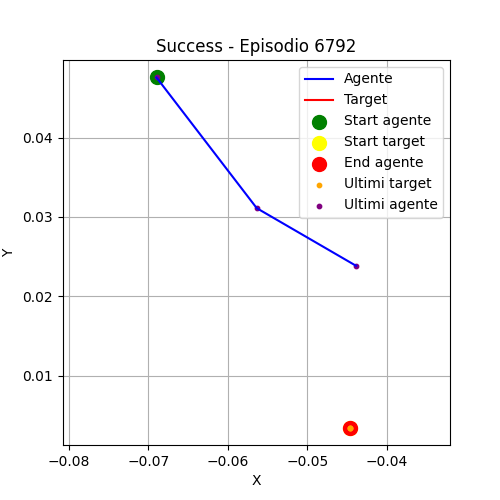 Success - Episodio 6792
Agente
Target
Start agente
Start target
End agente
Ultimi target
Ultimi agente
Y
0.04
0.03
0.02
0.01
−0.08 −0.07 −0.06 −0.05 −0.04
X